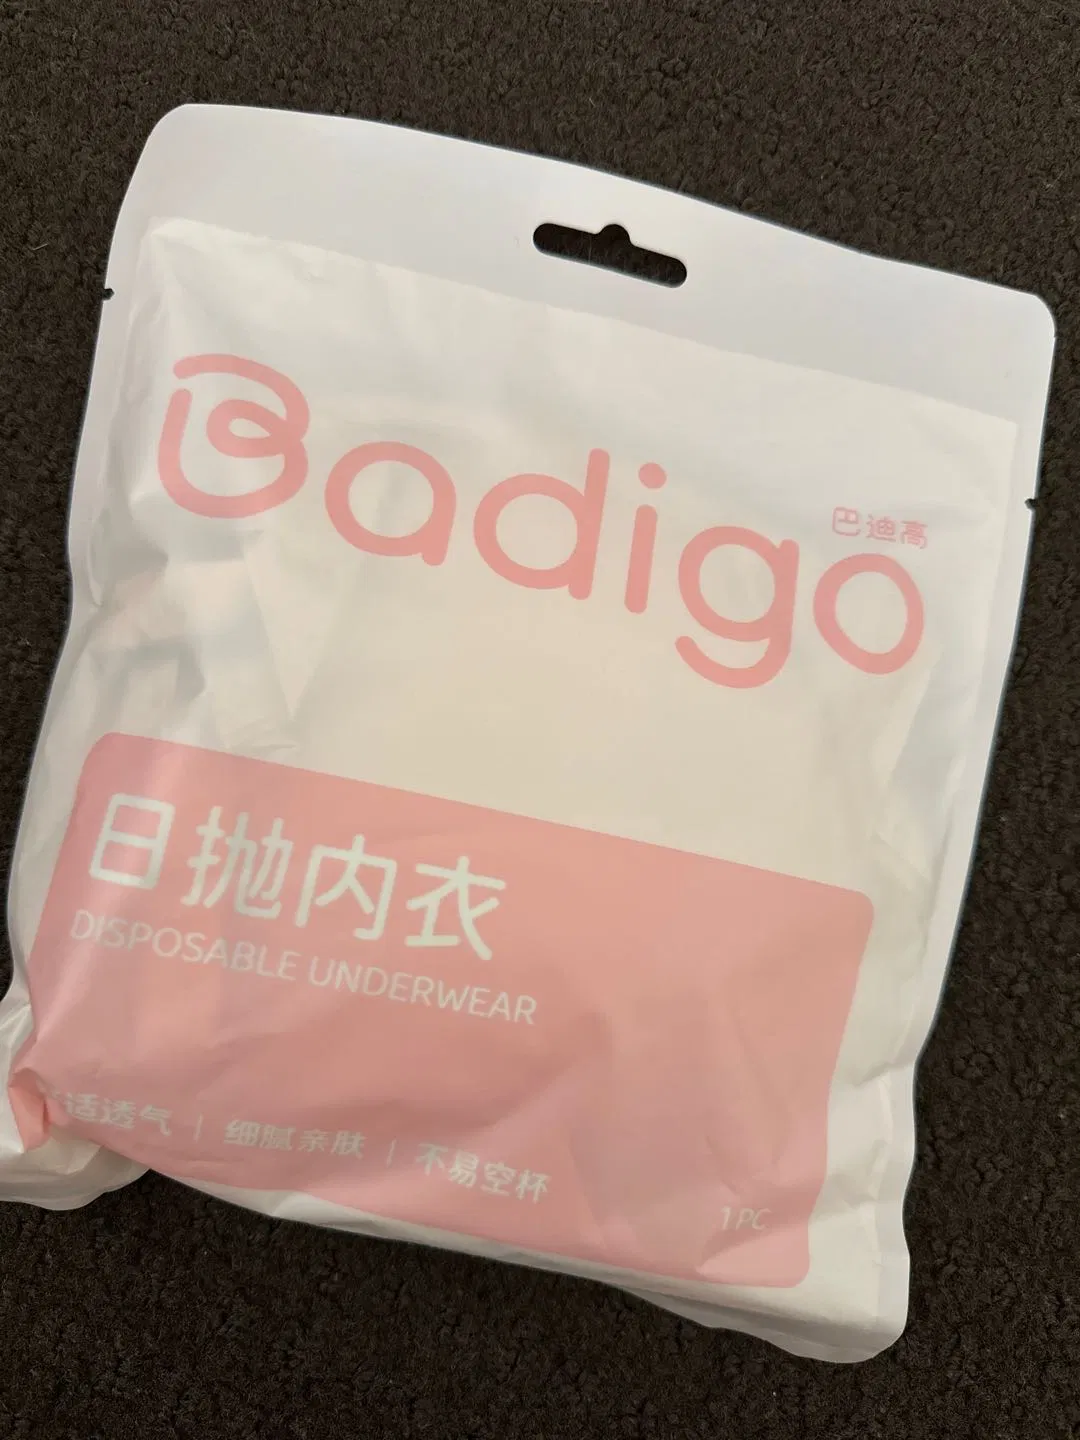 Badigo
巴迪高
日抛内衣
DISPOSABLE UNDERWEAR
适透气 | 细腻亲肤 | 不易空杯
1PC